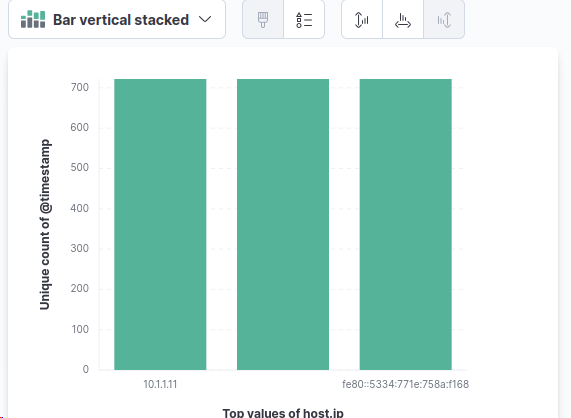 Bar vertical stacked
700
600
500
400
300
200
100
0
Unique count of @timestamp
10.1.1.11
fe80::5334:771e:758a:f168
Top values of host.ip